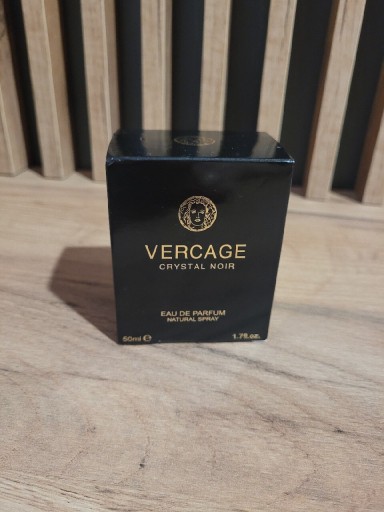 VERCAGE
CRYSTAL NOIR
EAU DE PARFUM
NATURAL SPRAY
50ml e 1.7fl.oz.